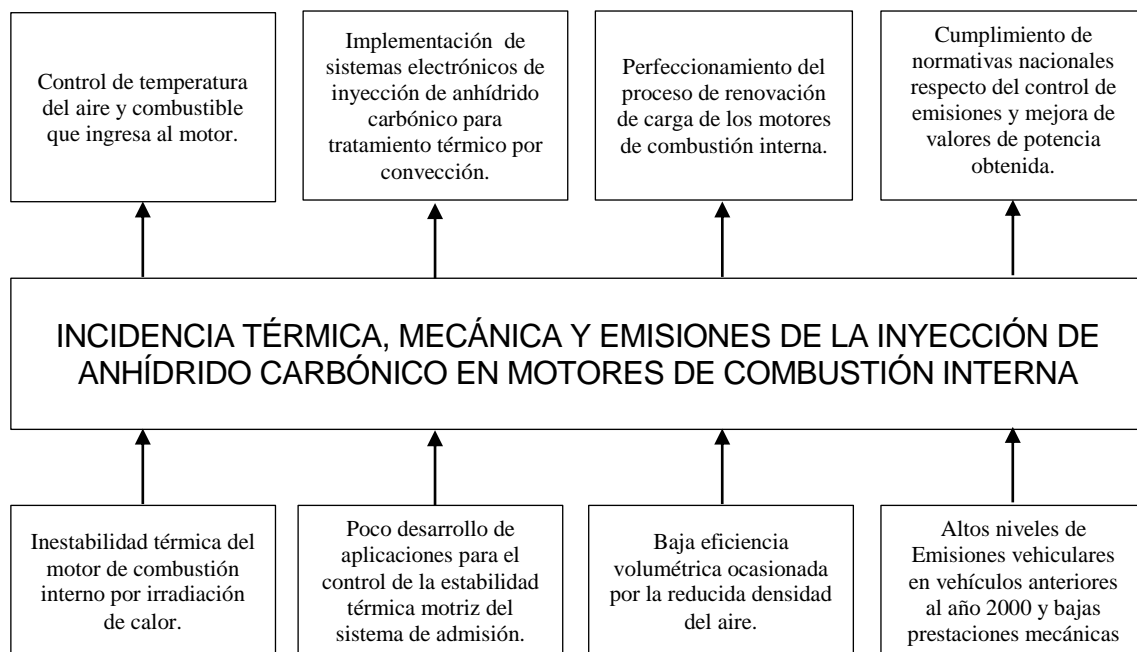 Control de temperatura
del aire y combustible
que ingresa al motor.
Implementación de
sistemas electrónicos de
inyección de anhídrido
carbónico para
tratamiento térmico por
convección.
Perfeccionamiento del
proceso de renovación
de carga de los motores
de combustión interna.
Cumplimiento de
normativas nacionales
respecto del control de
emisiones y mejora de
valores de potencia
obtenida.
INCIDENCIA TÉRMICA, MECÁNICA Y EMISIONES DE LA INYECCIÓN DE
ANHÍDRIDO CARBÓNICO EN MOTORES DE COMBUSTIÓN INTERNA
Inestabilidad térmica del
motor de combustión
interno por irradiación
de calor.
Poco desarrollo de
aplicaciones para el
control de la estabilidad
térmica motriz del
sistema de admisión.
Baja eficiencia
volumétrica ocasionada
por la reducida densidad
del aire.
Altos niveles de
Emisiones vehiculares
en vehículos anteriores
al año 2000 y bajas
prestaciones mecánicas